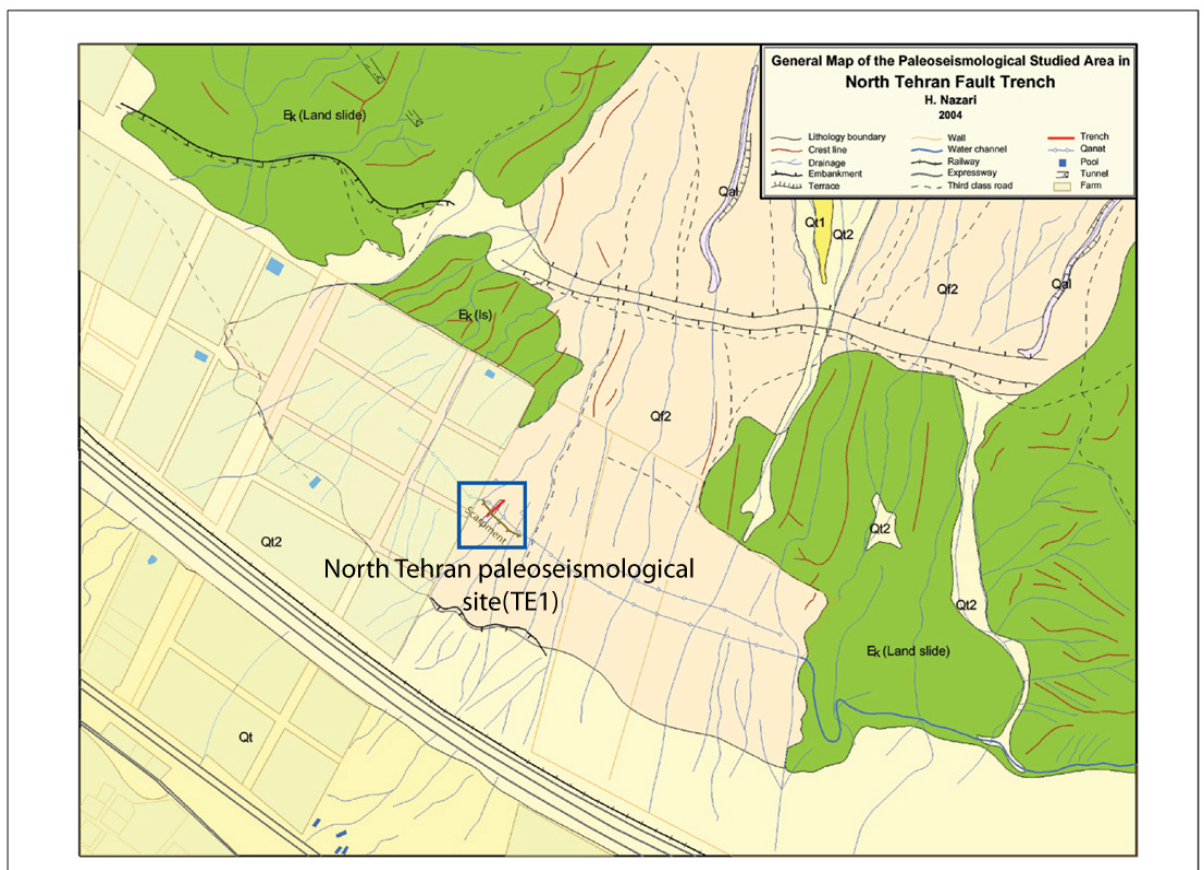 General Map of the Paleoseismological Studied Area in
North Tehran Fault Trench
H. Nazari
2004
Lithology boundary
Crest line
Drainage
Embankment
Terrace
Wall
Water channel
Railway
Expressway
Third class road
Trench
Qanat
Pool
Tunnel
Farm
Ek (Land slide)
Qal
Qt1
Qt2
Qf2
Qal
Ek (ls)
Qf2
Scarpment
Qt2
Qt2
North Tehran paleoseismological
site(TE1)
Qt2
Ek (Land slide)
Qt